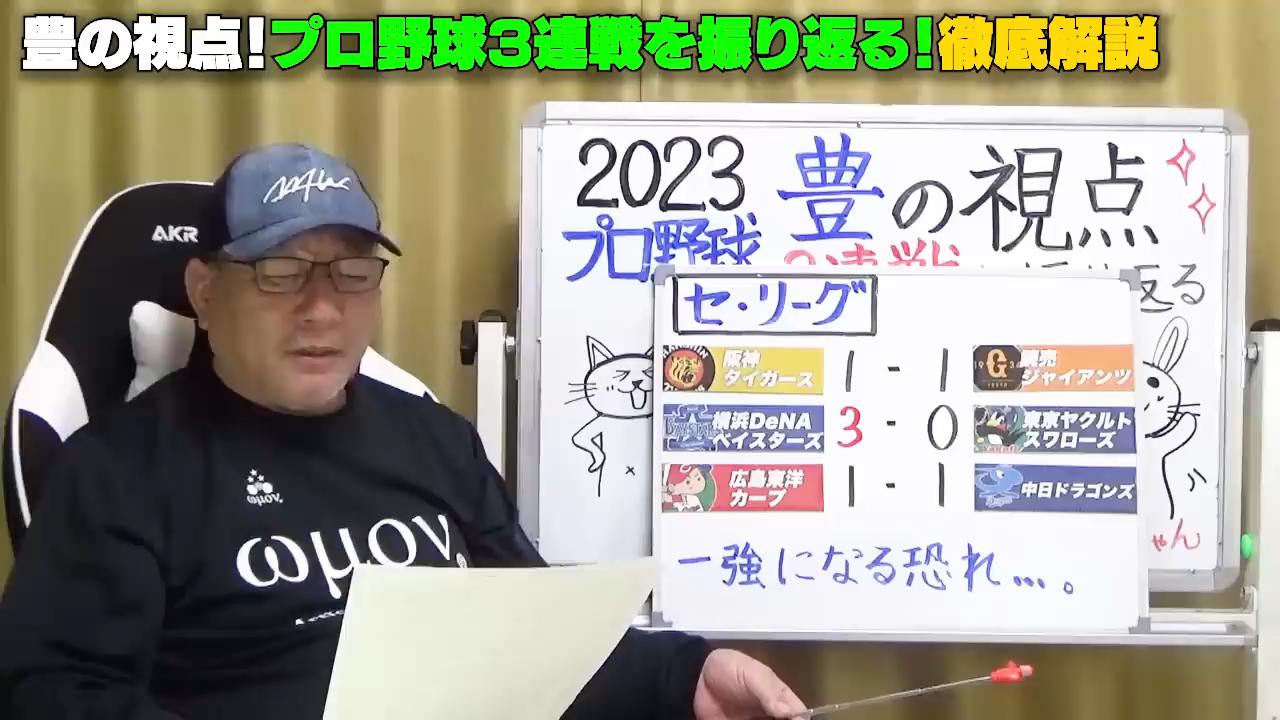 豊の視点!プロ野球3連戦を振り返る!徹底解説
AKR
ωμον
ωμον
2023 豊の視点
プロ野球
返る
セ・リーグ
阪神タイガース 1 - 1 読売ジャイアンツ
横浜DeNAベイスターズ 3 - 0 東京ヤクルトスワローズ
広島東洋カープ 1 - 1 中日ドラゴンズ
一強になる恐れ…。
ゃん